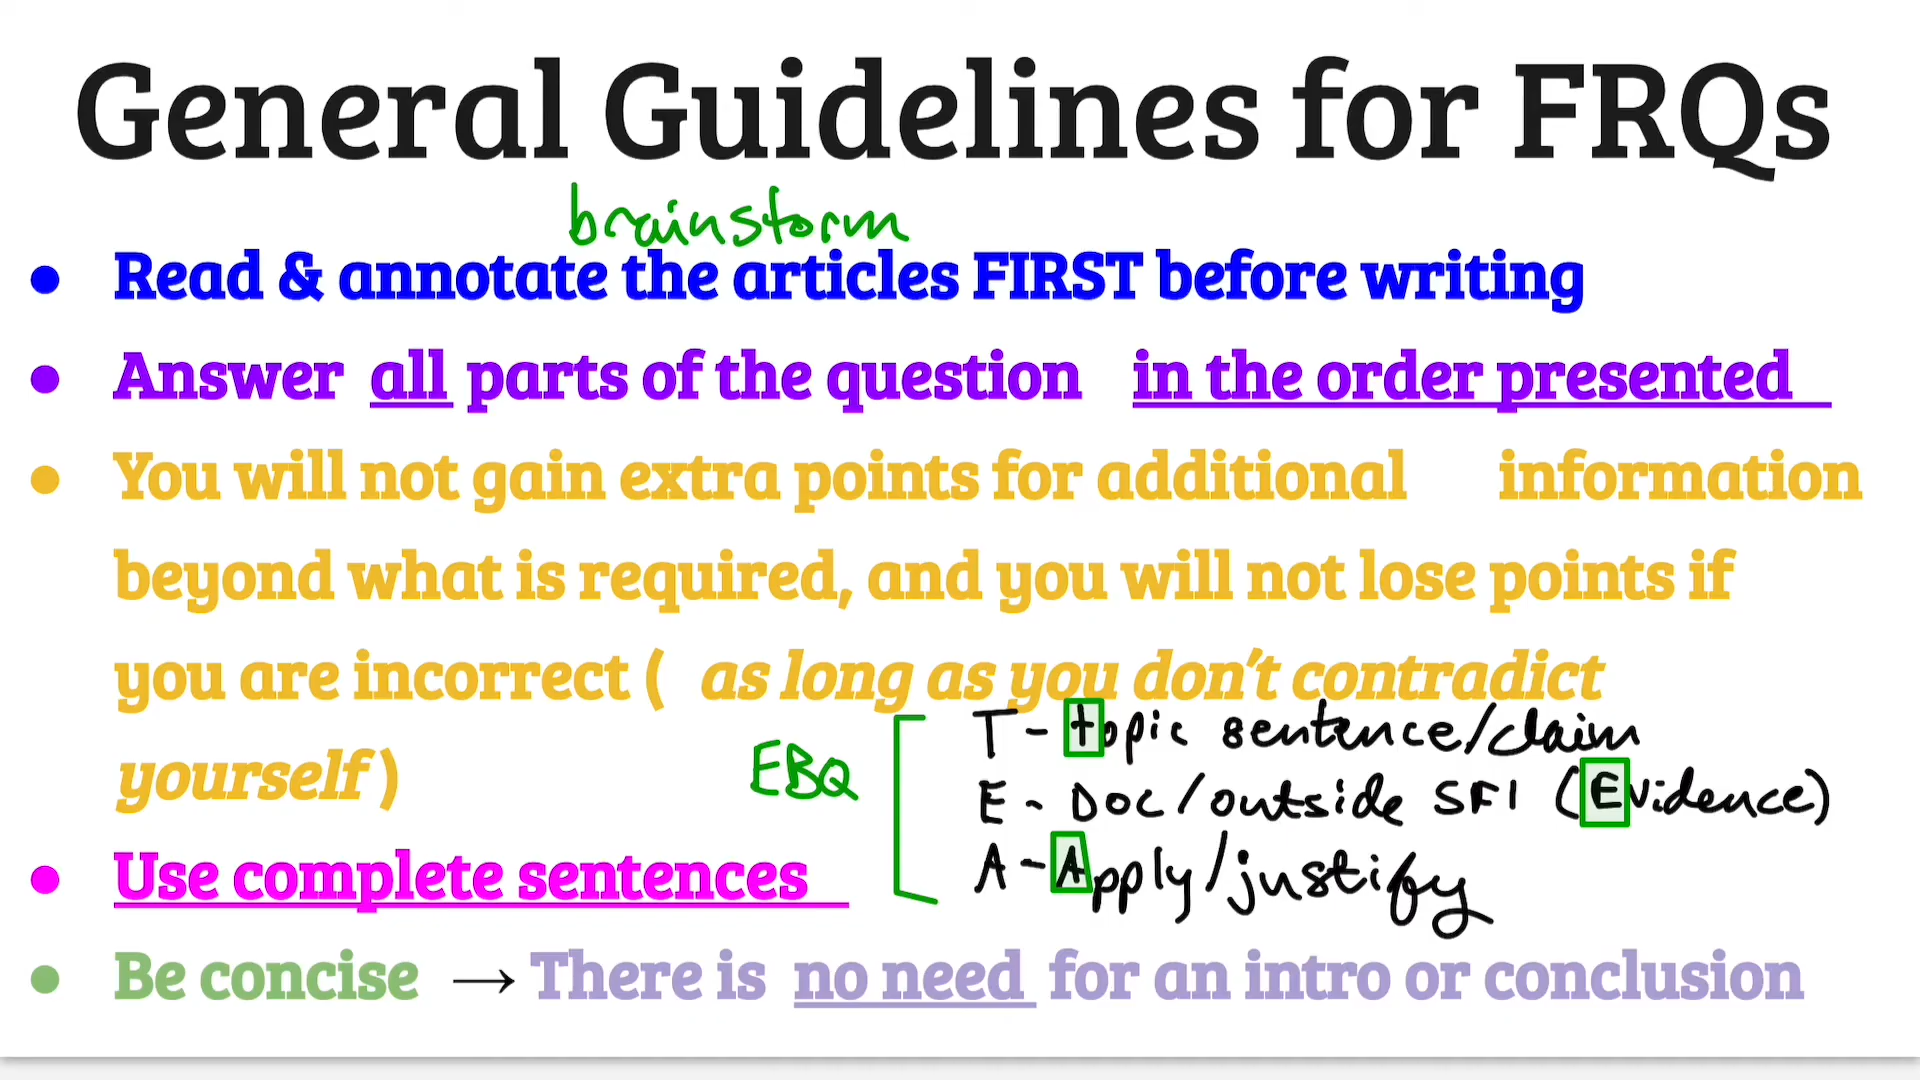 General Guidelines for FRQs
brainstorm
● Read & annotate the articles FIRST before writing
● Answer all parts of the question in the order presented
● You will not gain extra points for additional information
beyond what is required, and you will not lose points if
you are incorrect ( as long as you don't contradict
T - topic sentence/claim
yourself )
EBQ
E - Doc/outside SFI (Evidence)
● Use complete sentences
A - Apply/justify
● Be concise → There is no need for an intro or conclusion